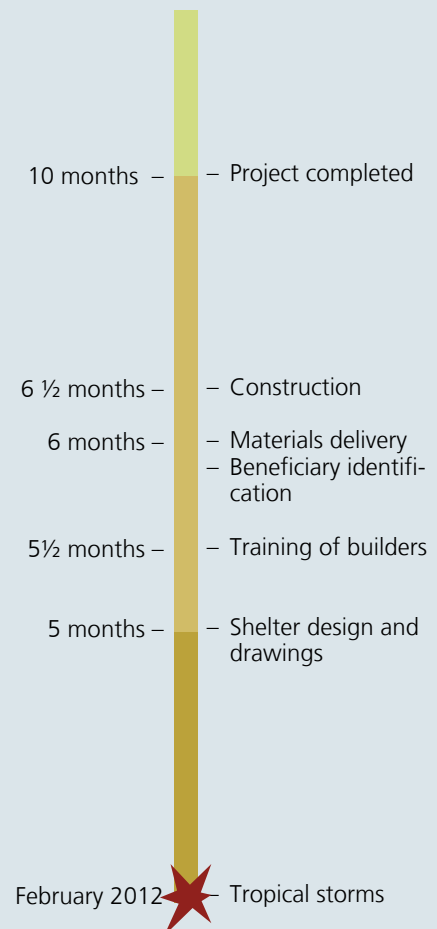 10 months – – Project completed
6 ½ months – – Construction
6 months – – Materials delivery
– Beneficiary identifi-
cation
5½ months – – Training of builders
5 months – – Shelter design and
drawings
February 2012 – Tropical storms